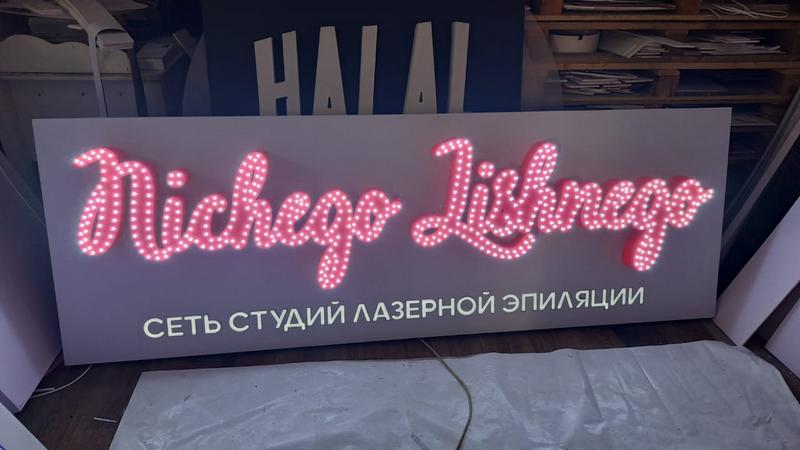 HALAL
Nichego Lishnego
СЕТЬ СТУДИЙ ЛАЗЕРНОЙ ЭПИЛЯЦИИ